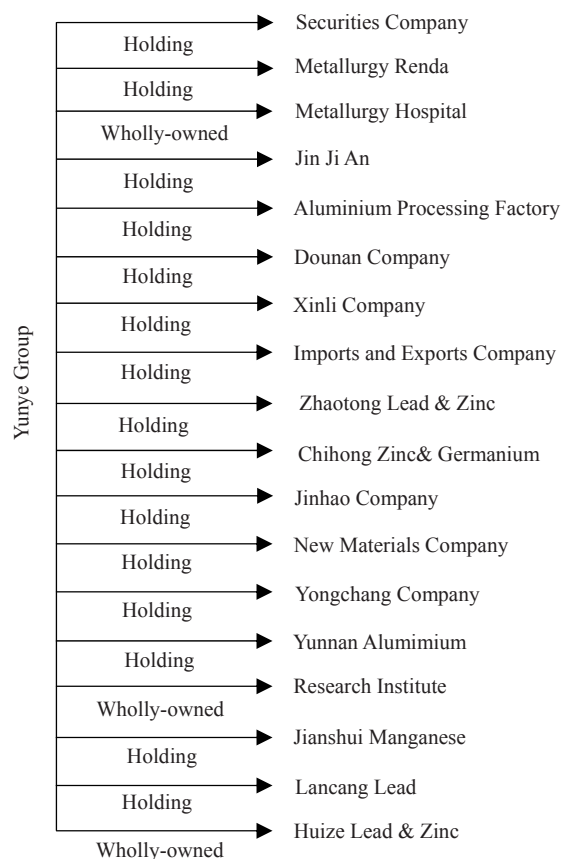 Yunye Group
Securities Company
Holding
Metallurgy Renda
Holding
Metallurgy Hospital
Wholly-owned
Jin Ji An
Holding
Aluminium Processing Factory
Holding
Dounan Company
Holding
Xinli Company
Holding
Imports and Exports Company
Holding
Zhaotong Lead & Zinc
Holding
Chihong Zinc& Germanium
Holding
Jinhao Company
Holding
New Materials Company
Holding
Yongchang Company
Holding
Yunnan Alumimium
Holding
Research Institute
Wholly-owned
Jianshui Manganese
Holding
Lancang Lead
Holding
Huize Lead & Zinc
Wholly-owned